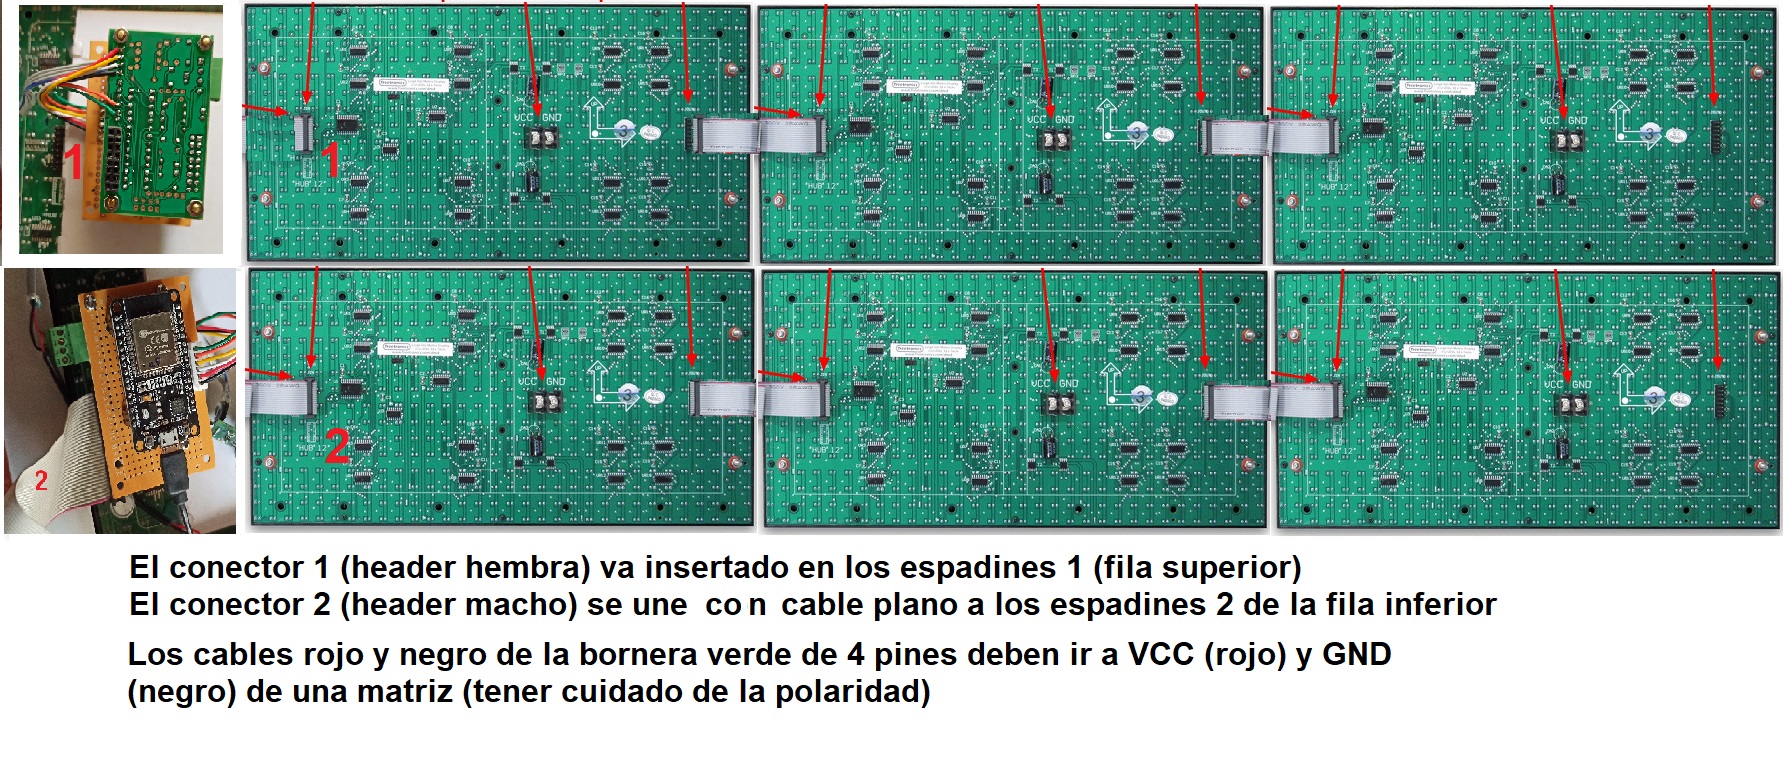 1
1
VCC GND
3
"HUB" 12"
VCC GND
3
"HUB" 12"
VCC GND
3
"HUB" 12"
2
2
VCC GND
3
"HUB" 12"
VCC GND
3
"HUB" 12"
VCC GND
3
"HUB" 12"
El conector 1 (header hembra) va insertado en los espadines 1 (fila superior)
El conector 2 (header macho) se une con cable plano a los espadines 2 de la fila inferior
Los cables rojo y negro de la bornera verde de 4 pines deben ir a VCC (rojo) y GND
(negro) de una matriz (tener cuidado de la polaridad)